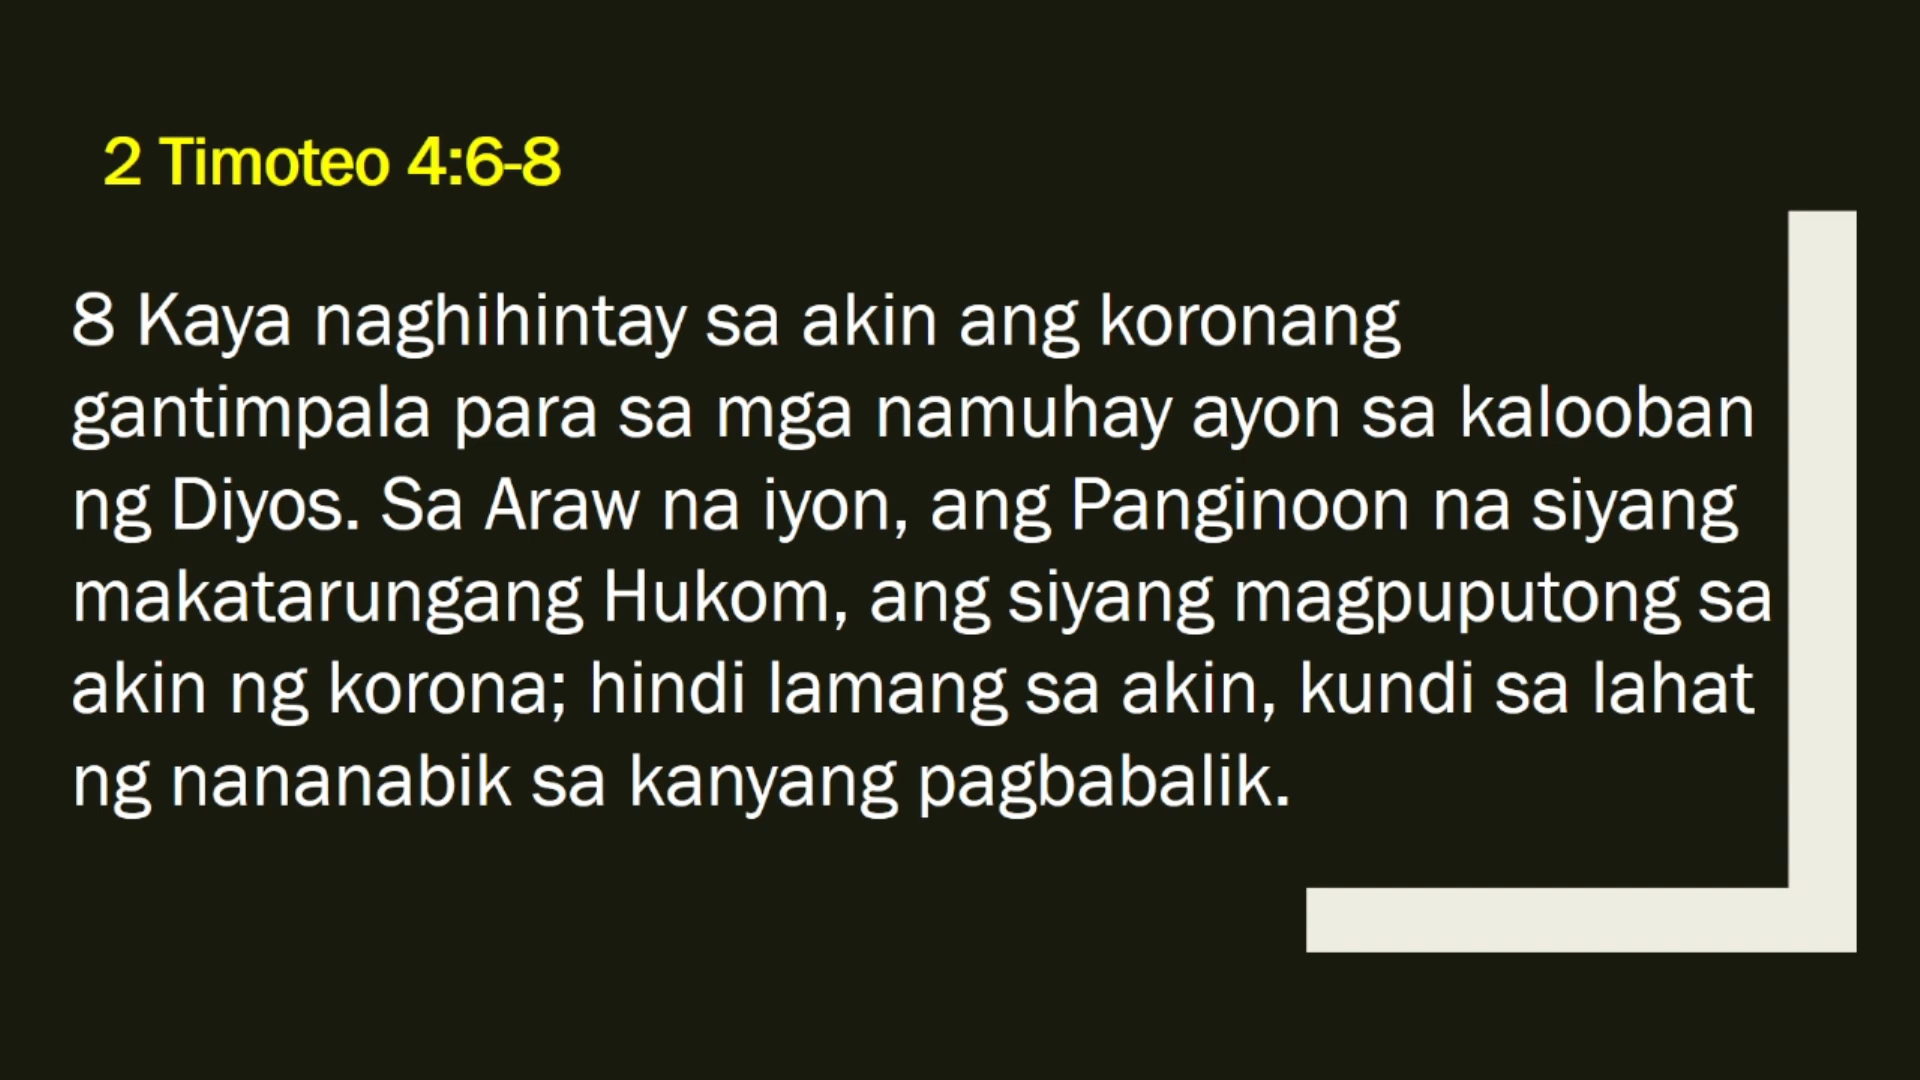 2 Timoteo 4:6-8
8 Kaya naghihintay sa akin ang koronang
gantimpala para sa mga namuhay ayon sa kalooban
ng Diyos. Sa Araw na iyon, ang Panginoon na siyang
makatarungang Hukom, ang siyang magpuputong sa
akin ng korona; hindi lamang sa akin, kundi sa lahat
ng nananabik sa kanyang pagbabalik.